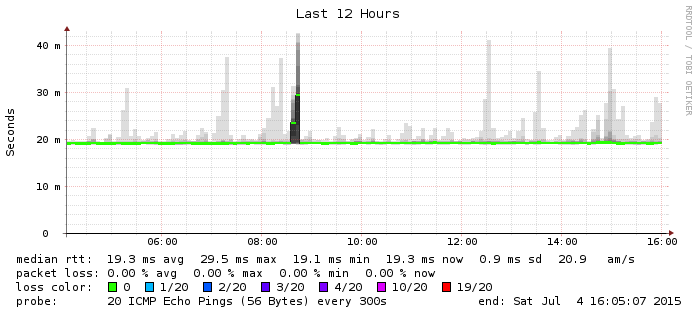 Last 12 Hours
RRDTOOL / TOBI OETIKER
Seconds
40 m
30 m
20 m
10 m
0
06:00 08:00 10:00 12:00 14:00 16:00
median rtt: 19.3 ms avg 29.5 ms max 19.1 ms min 19.3 ms now 0.9 ms sd 20.9 am/s
packet loss: 0.00 % avg 0.00 % max 0.00 % min 0.00 % now
loss color: 0 1/20 2/20 3/20 4/20 10/20 19/20
probe: 20 ICMP Echo Pings (56 Bytes) every 300s end: Sat Jul 4 16:05:07 2015